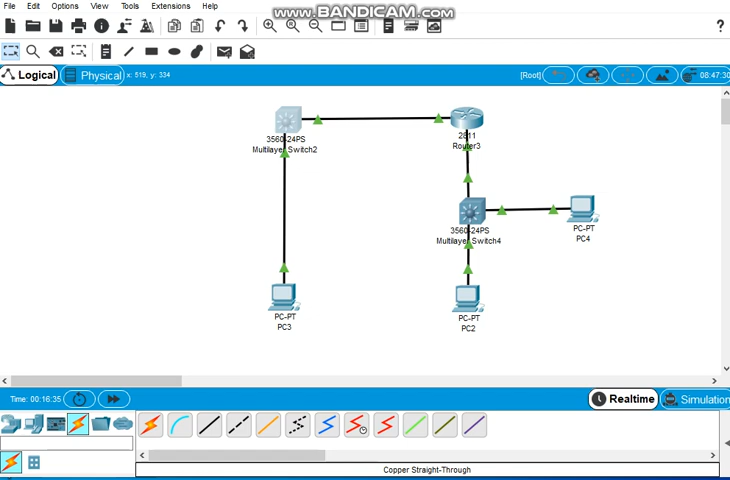 File Edit Options View Tools Extensions Help
www.BANDICAM.com
Logical Physical x: 519, y: 334 [Root] 08:47:30
3560-24PS
Multilayer Switch2
2811
Router3
3560-24PS
Multilayer Switch4
PC-PT
PC4
PC-PT
PC3
PC-PT
PC2
Time: 00:16:35 Realtime Simulation
Copper Straight-Through